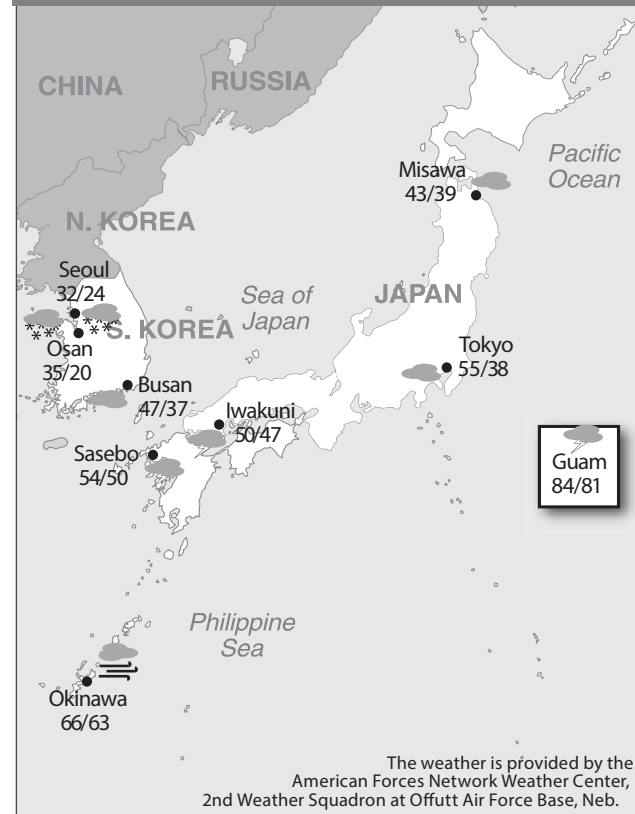 CHINA
RUSSIA
Pacific
Ocean
Misawa
43/39
N. KOREA
Seoul
32/24
Sea of
Japan
JAPAN
S. KOREA
Osan
35/20
Tokyo
55/38
Busan
47/37
Iwakuni
50/47
Sasebo
54/50
Guam
84/81
Philippine
Sea
Okinawa
66/63
The weather is provided by the
American Forces Network Weather Center,
2nd Weather Squadron at Offutt Air Force Base, Neb.